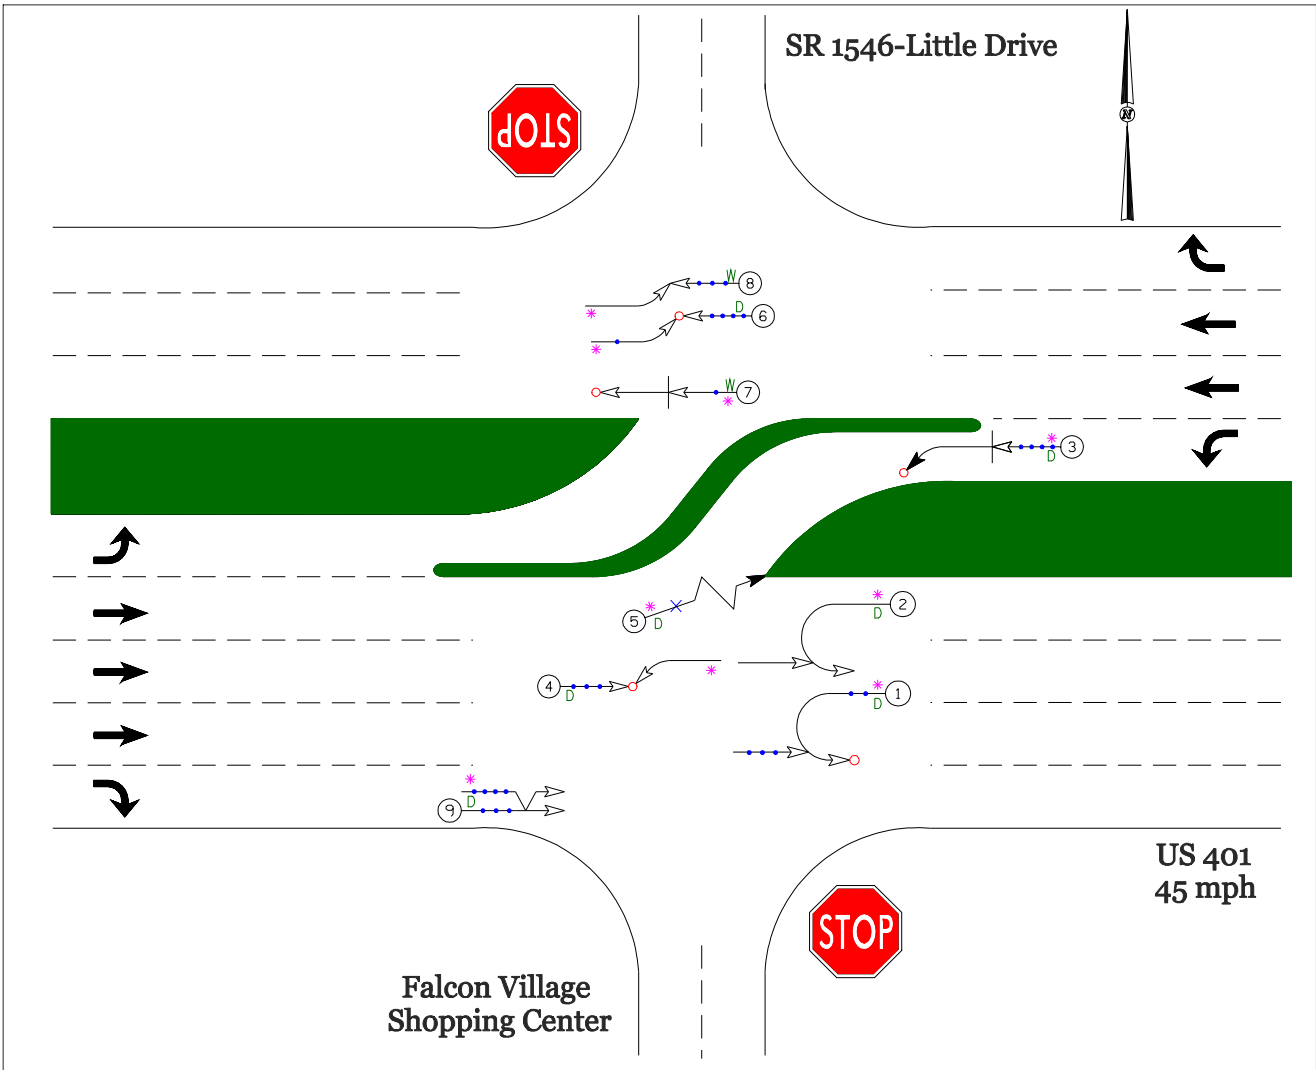 SR 1546-Little Drive
STOP
N
W
8
D
6
W
7
3
D
2
D
5
D
4
D
1
D
D
9
US 401
45 mph
STOP
Falcon Village
Shopping Center